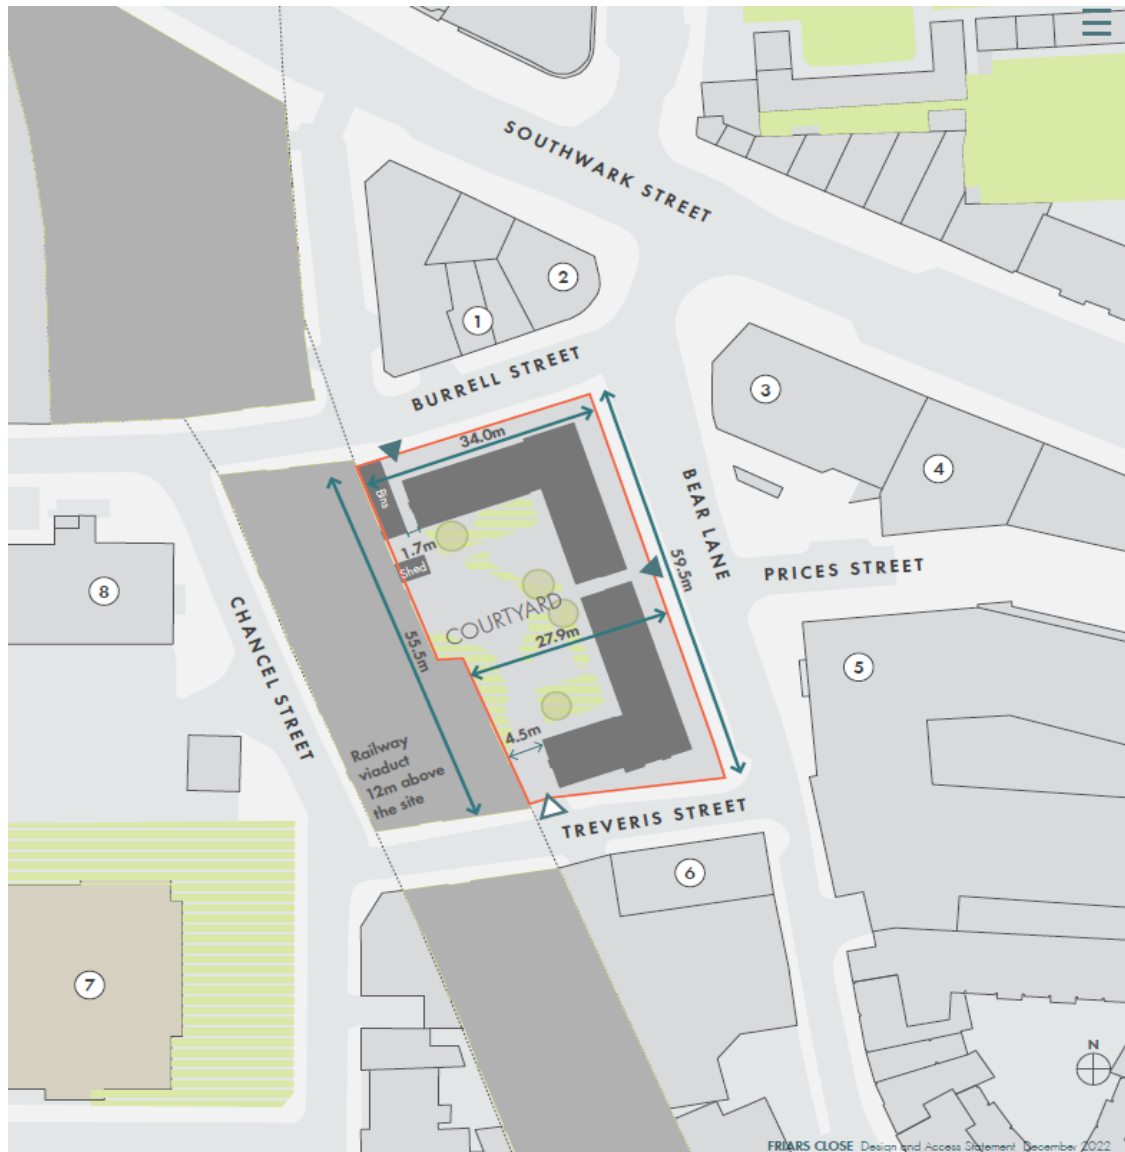 SOUTHWARK STREET
2
1
BURRELL STREET
3
34.0m
4
Bins
BEAR LANE
1.7m
Shed
59.5m
PRICES STREET
8
COURTYARD
27.9m
55.5m
CHANCEL STREET
5
4.5m
Railway
viaduct
12m above
the site
TREVERIS STREET
6
7
N
FRIARS CLOSE Design and Access Statement December 2022